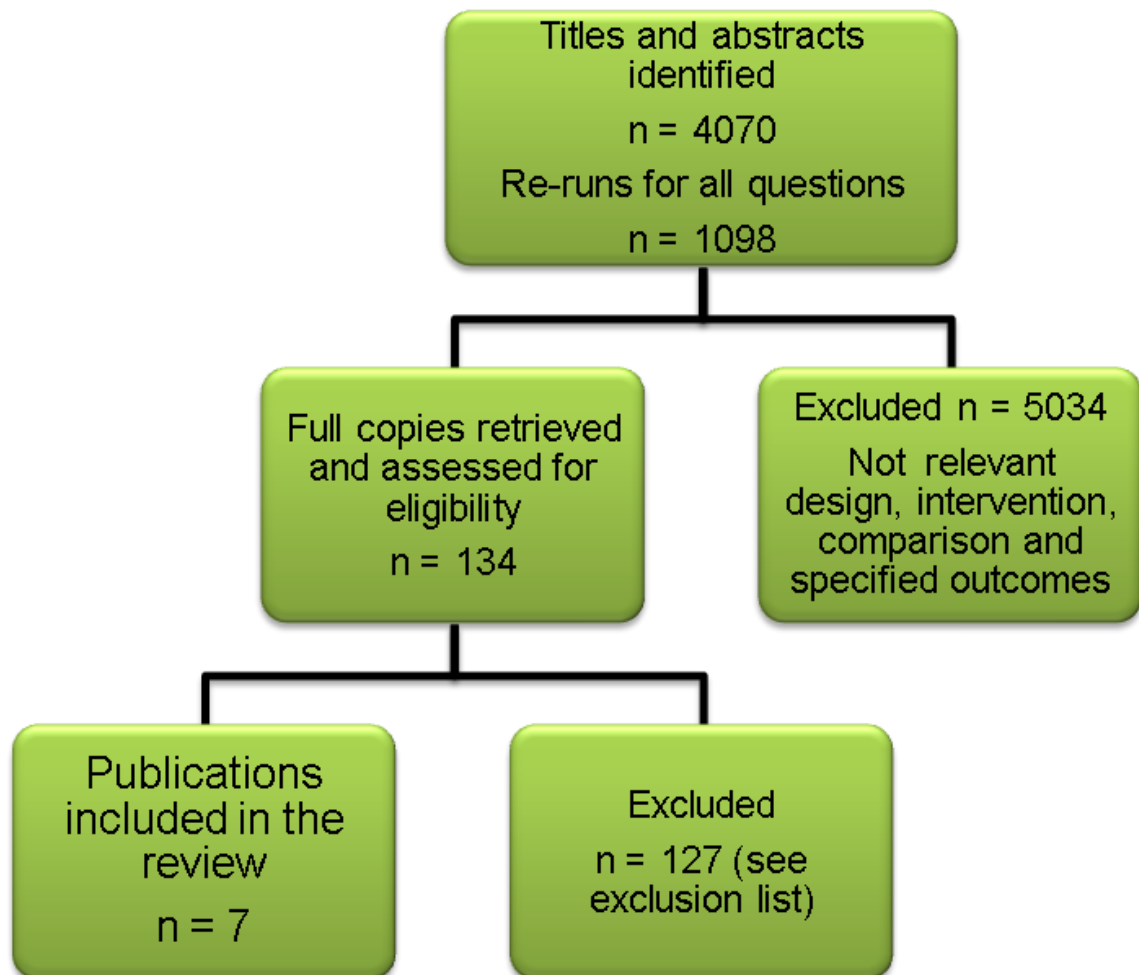 Titles and abstracts
identified
n = 4070
Re-runs for all questions
n = 1098
Full copies retrieved
and assessed for
eligibility
n = 134
Excluded n = 5034
Not relevant
design, intervention,
comparison and
specified outcomes
Publications
included in the
review
n = 7
Excluded
n = 127 (see
exclusion list)